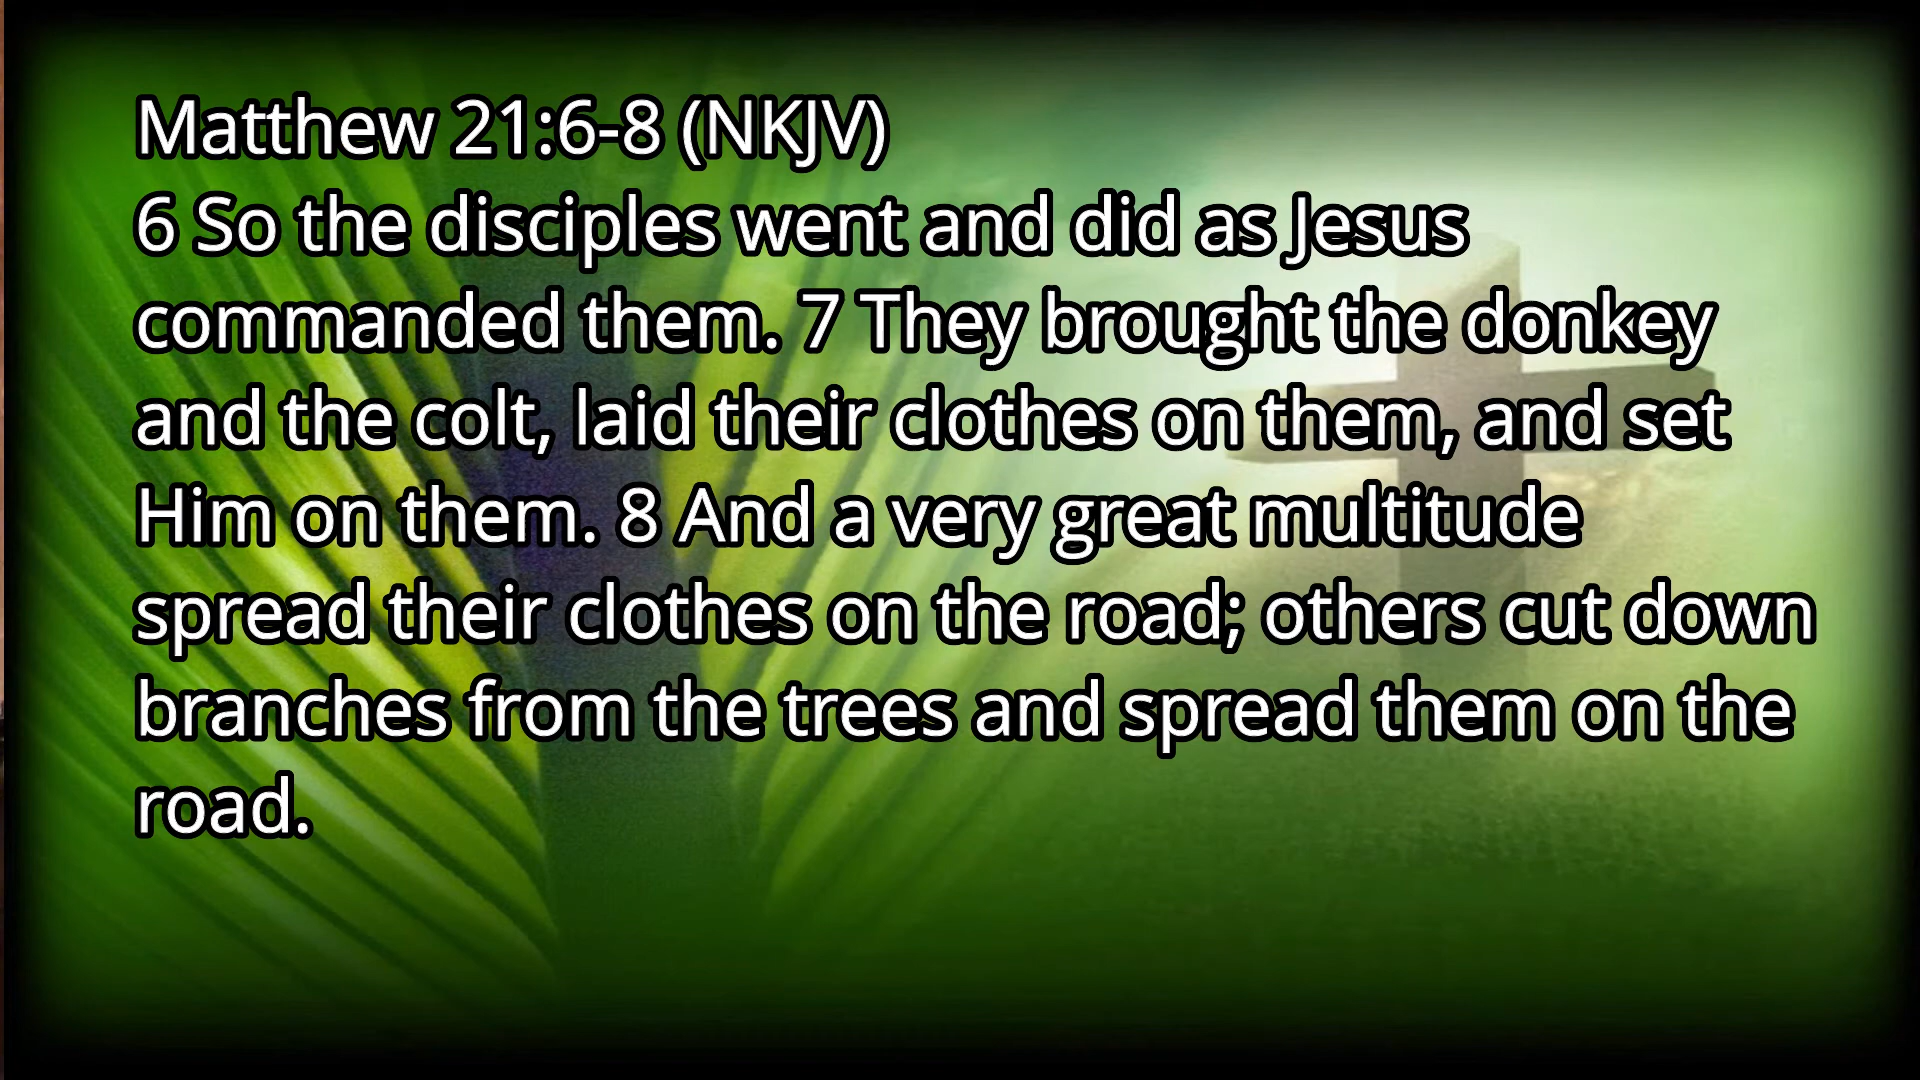 Matthew 21:6-8 (NKJV)
6 So the disciples went and did as Jesus
commanded them. 7 They brought the donkey
and the colt, laid their clothes on them, and set
Him on them. 8 And a very great multitude
spread their clothes on the road; others cut down
branches from the trees and spread them on the
road.